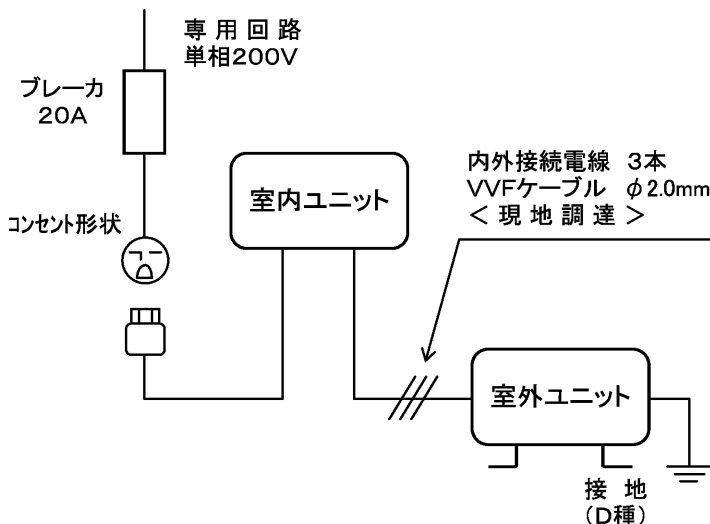 専用回路
単相200V
ブレーカ
20A
コンセント形状
室内ユニット
内外接続電線 3本
VVFケーブル φ2.0mm
<現地調達>
室外ユニット
接地
(D種)